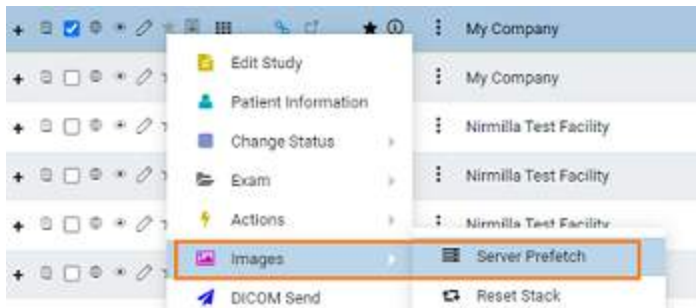 My Company
Edit Study
My Company
Patient Information
Nirmilla Test Facility
Change Status
Nirmilla Test Facility
Exam
Actions
Nirmilla Test Facility
Images
Server Prefetch
DICOM Send
Reset Stack